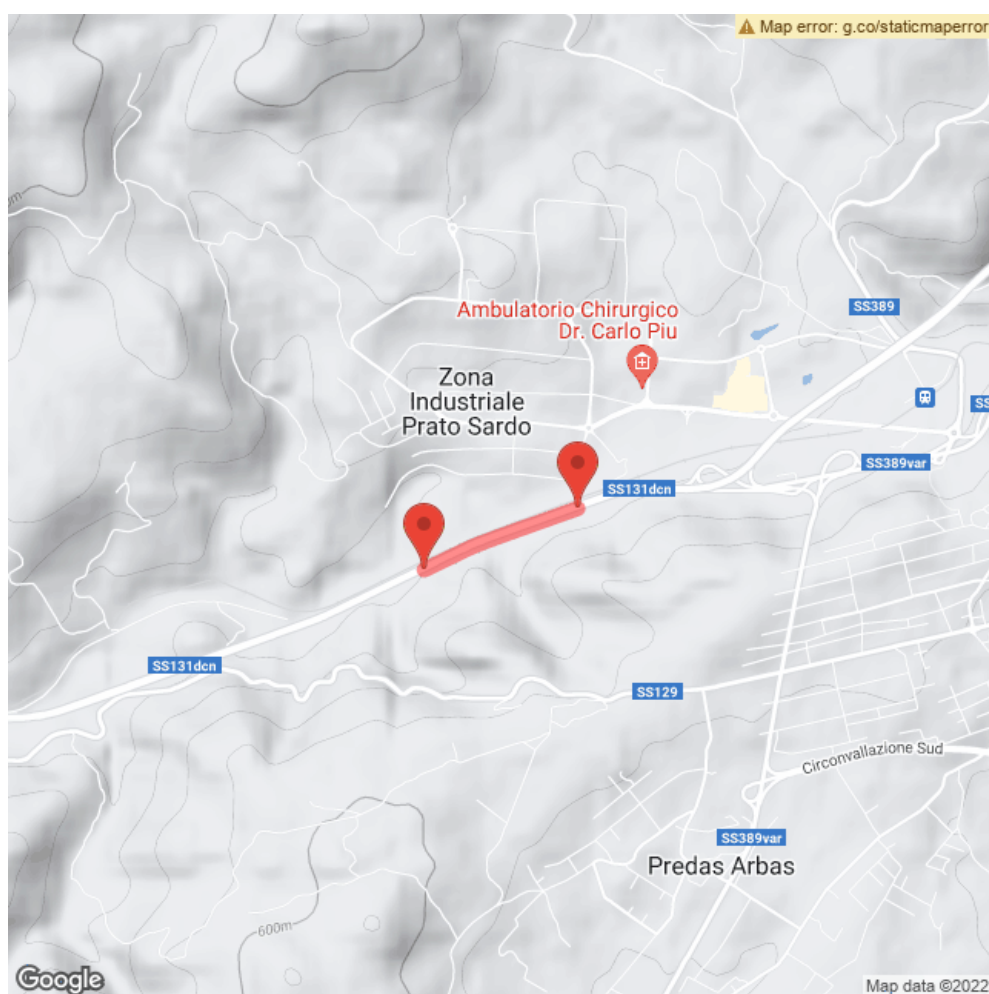 Map error: g.co/staticmaperror
SS389
Ambulatorio Chirurgico
Dr. Carlo Piu
Zona
Industriale
Prato Sardo
SS389var
SS131dcn
SS131dcn
SS129
Circonvallazione Sud
SS389var
Predas Arbas
600m
Google
Map data ©2022